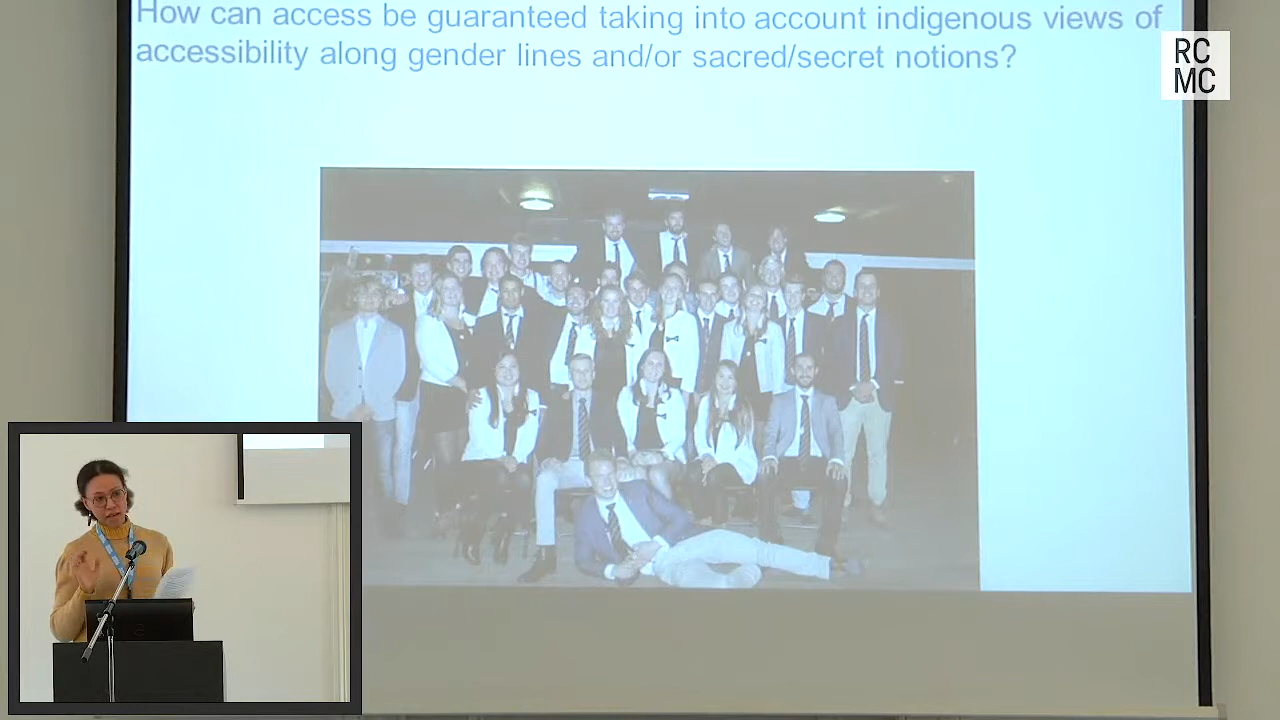 How can access be guaranteed taking into account indigenous views of
accessibility along gender lines and/or sacred/secret notions?
RC
MC